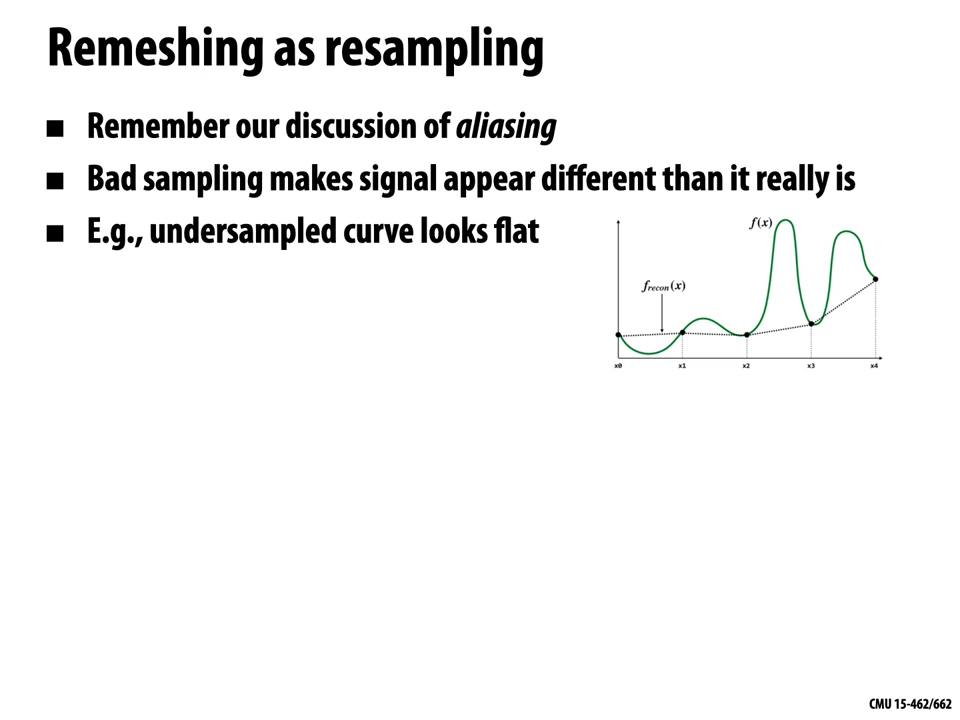 Remeshing as resampling
■ Remember our discussion of aliasing
■ Bad sampling makes signal appear different than it really is
■ E.g., undersampled curve looks flat
f(x)
f_recon(x)
x0 x1 x2 x3 x4
CMU 15-462/662